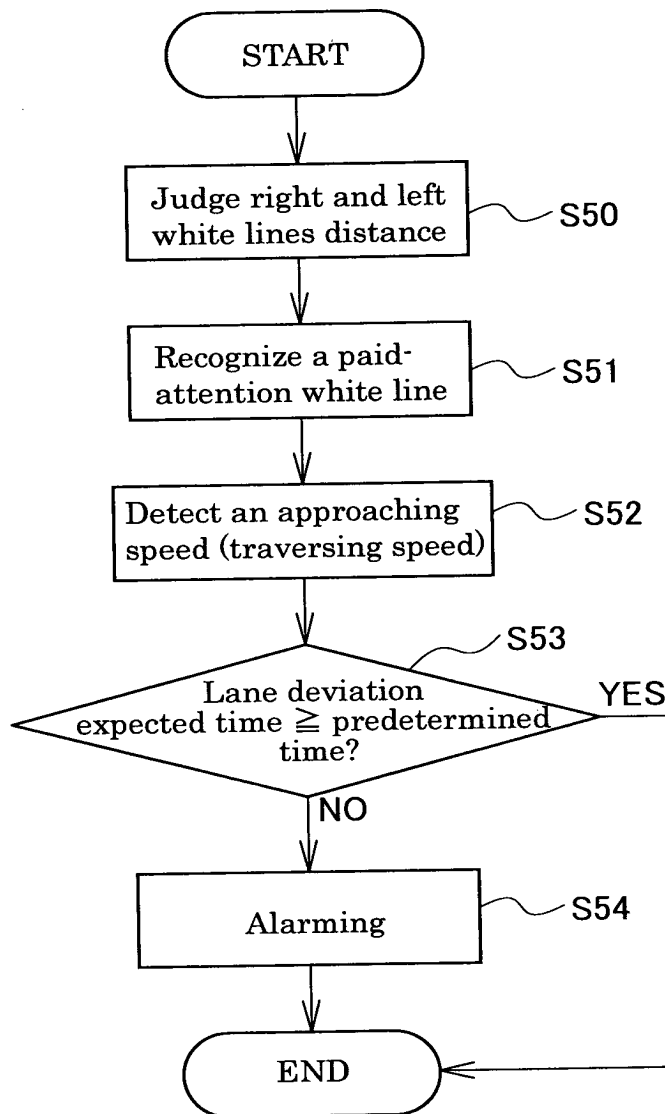 START
Judge right and left
white lines distance
S50
Recognize a paid-
attention white line
S51
Detect an approaching
speed (traversing speed)
S52
S53
Lane deviation
expected time ≧ predetermined
time?
YES
NO
Alarming
S54
END